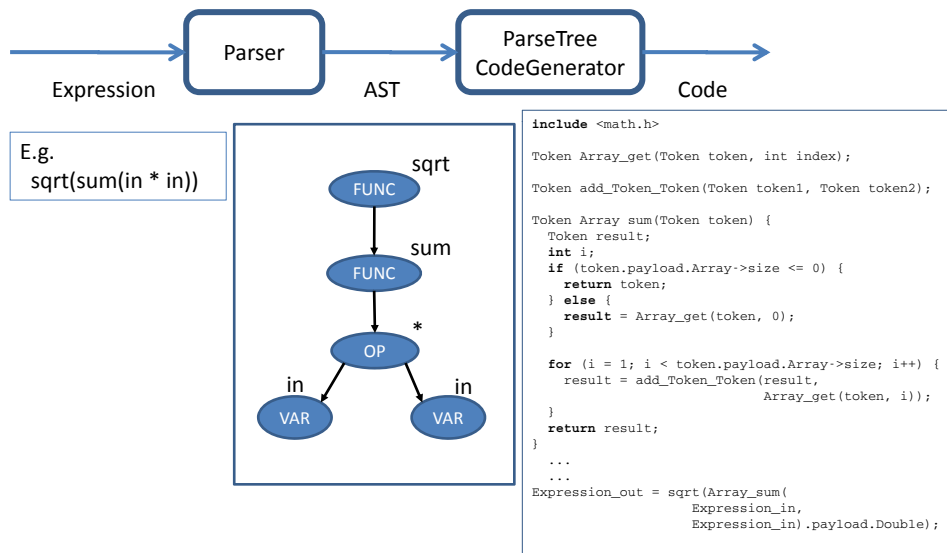 Parser
ParseTree
CodeGenerator
Expression
AST
Code
E.g.
sqrt(sum(in * in))
sqrt
FUNC
sum
FUNC
*
OP
in
in
VAR
VAR
include <math.h>
Token Array_get(Token token, int index);
Token add_Token_Token(Token token1, Token token2);
Token Array sum(Token token) {
Token result;
int i;
if (token.payload.Array->size <= 0) {
return token;
} else {
result = Array_get(token, 0);
}
for (i = 1; i < token.payload.Array->size; i++) {
result = add_Token_Token(result,
Array_get(token, i));
}
return result;
}
...
...
Expression_out = sqrt(Array_sum(
Expression_in,
Expression_in).payload.Double);